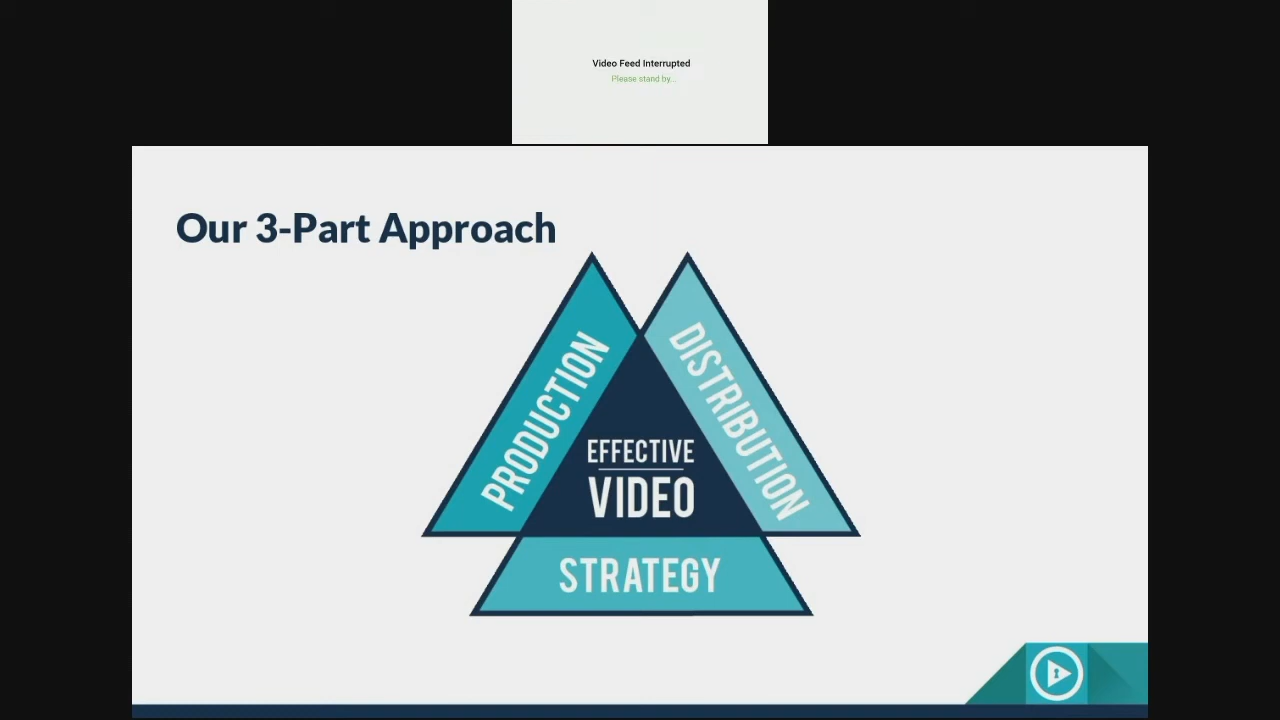 Video Feed Interrupted
Please stand by...
Our 3-Part Approach
PRODUCTION
DISTRIBUTION
EFFECTIVE
VIDEO
STRATEGY